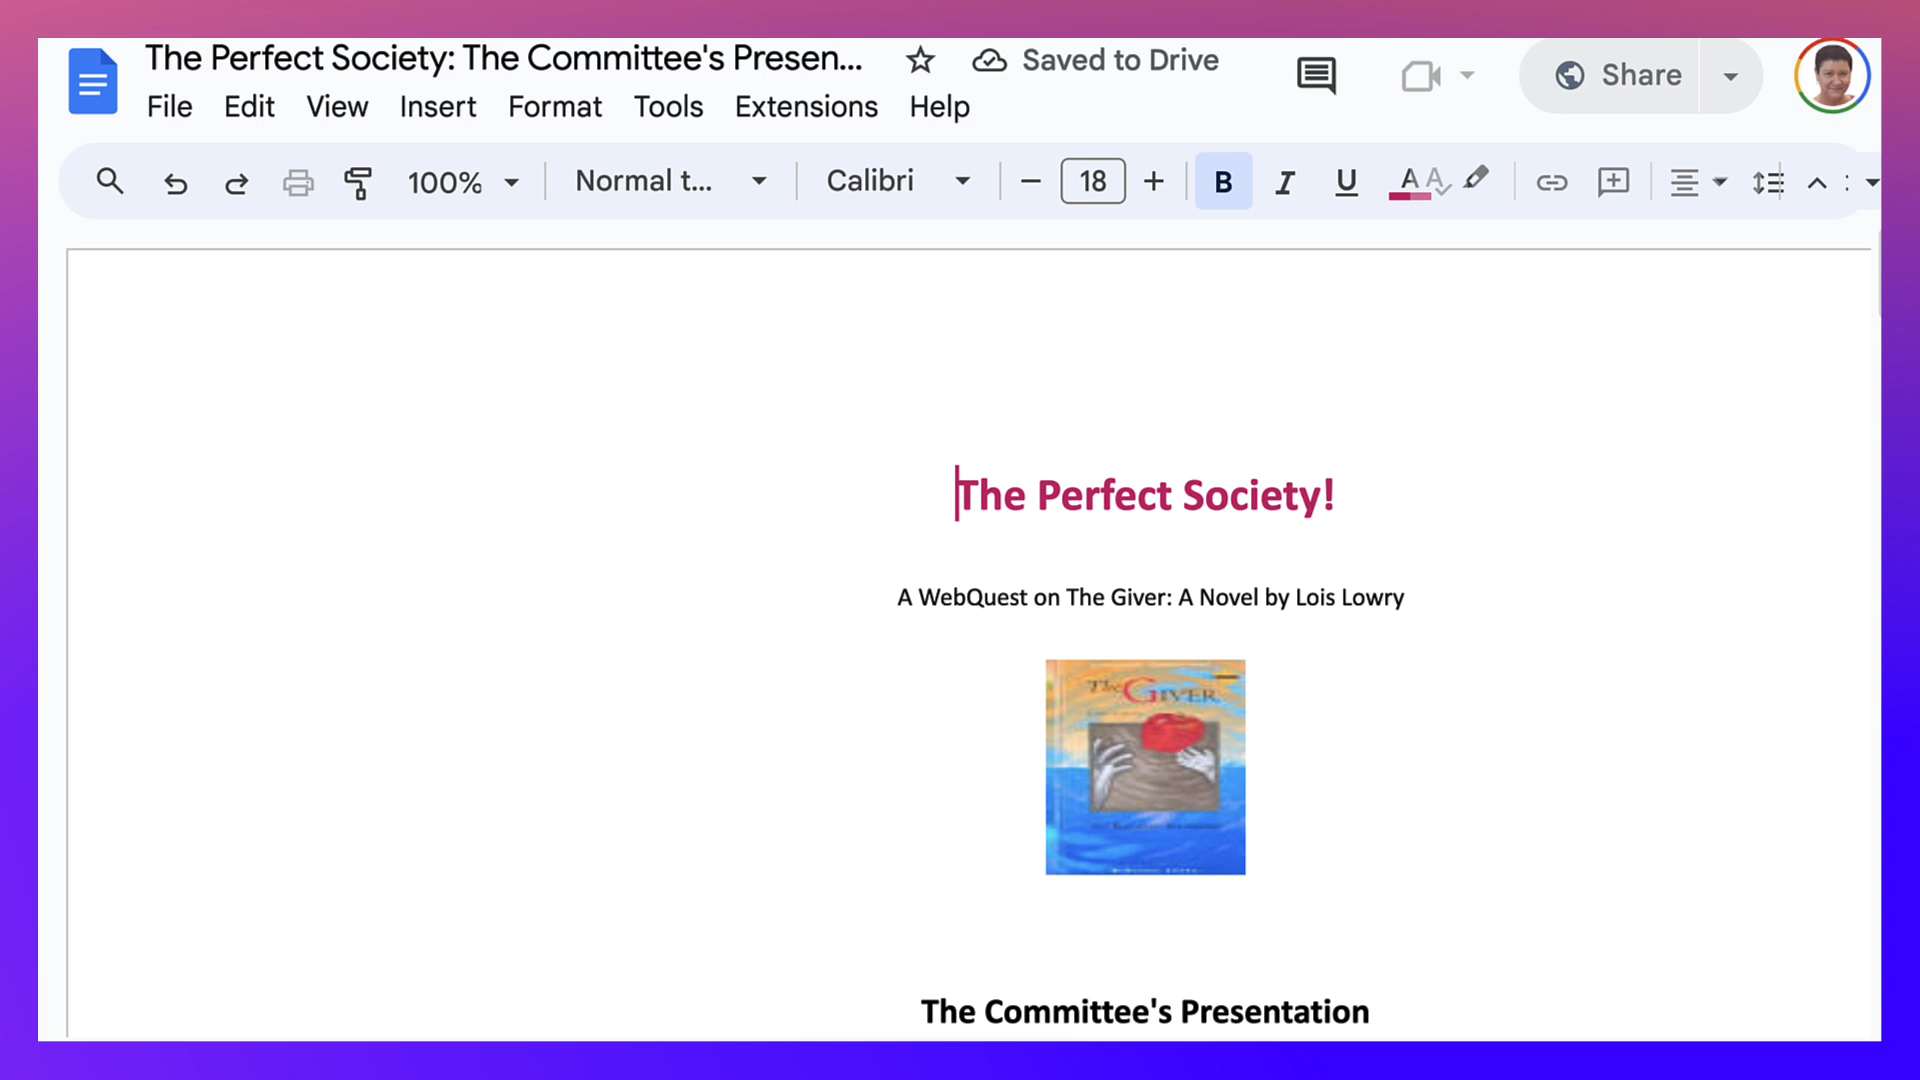 The Perfect Society: The Committee's Presen...
Saved to Drive
Share
File Edit View Insert Format Tools Extensions Help
100% Normal t... Calibri 18 B I U A A
The Perfect Society!
A WebQuest on The Giver: A Novel by Lois Lowry
The GIVER
The Committee's Presentation